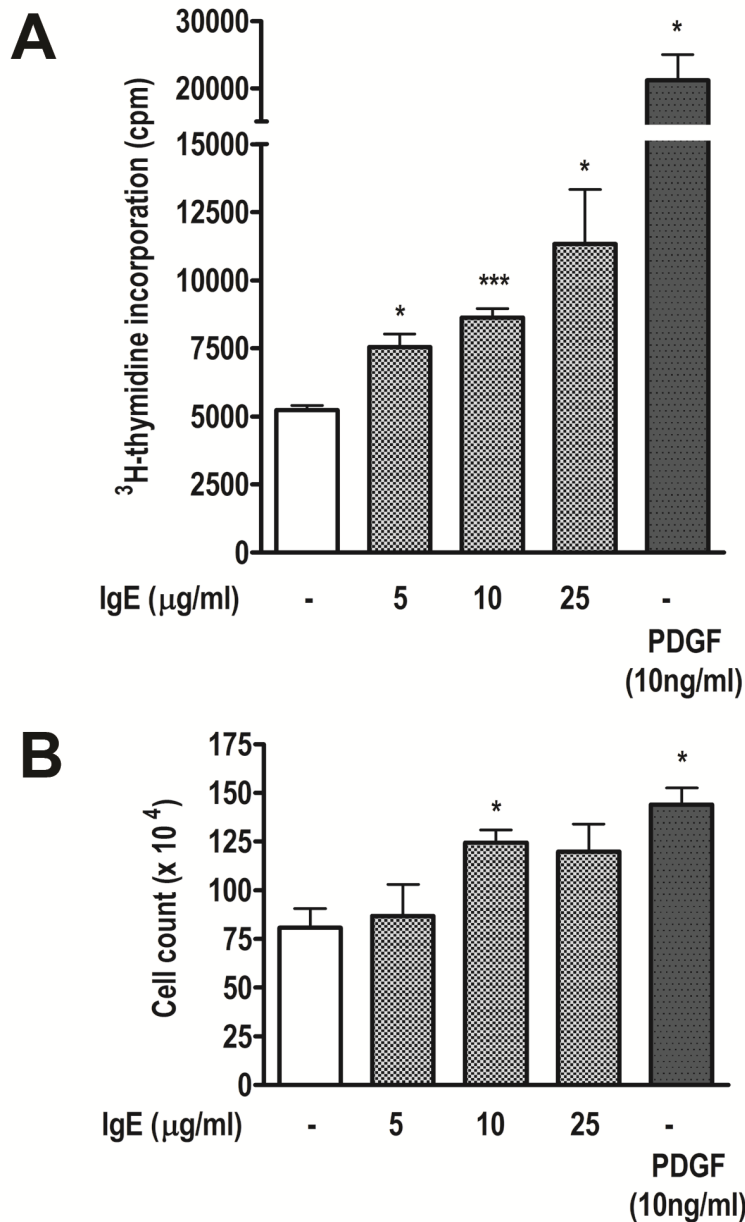 A
30000
*
20000
15000
*
12500
***
10000
*
7500
5000
2500
0
³H-thymidine incorporation (cpm)
IgE (μg/ml) - 5 10 25 -
PDGF
(10ng/ml)
B
175
*
150
*
125
100
75
50
25
0
Cell count (x 10 ⁴)
IgE (μg/ml) - 5 10 25 -
PDGF
(10ng/ml)